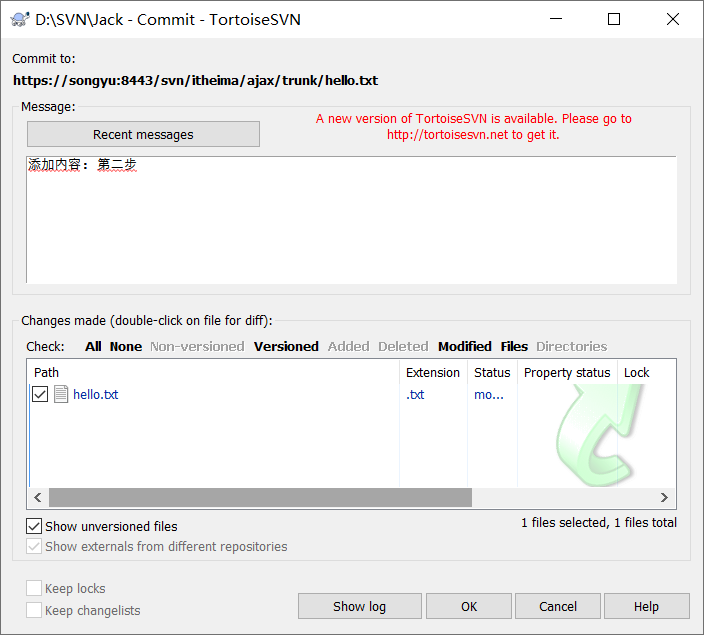 D:\SVN\Jack - Commit - TortoiseSVN
Commit to:
https://songyu:8443/svn/itheima/ajax/trunk/hello.txt
Message:
Recent messages
A new version of TortoiseSVN is available. Please go to
http://tortoisesvn.net to get it.
添加内容：第二步
Changes made (double-click on file for diff):
Check: All None Non-versioned Versioned Added Deleted Modified Files Directories
Path Extension Status Property status Lock
hello.txt .txt mo...
Show unversioned files
1 files selected, 1 files total
Show externals from different repositories
Keep locks
Keep changelists
Show log OK Cancel Help